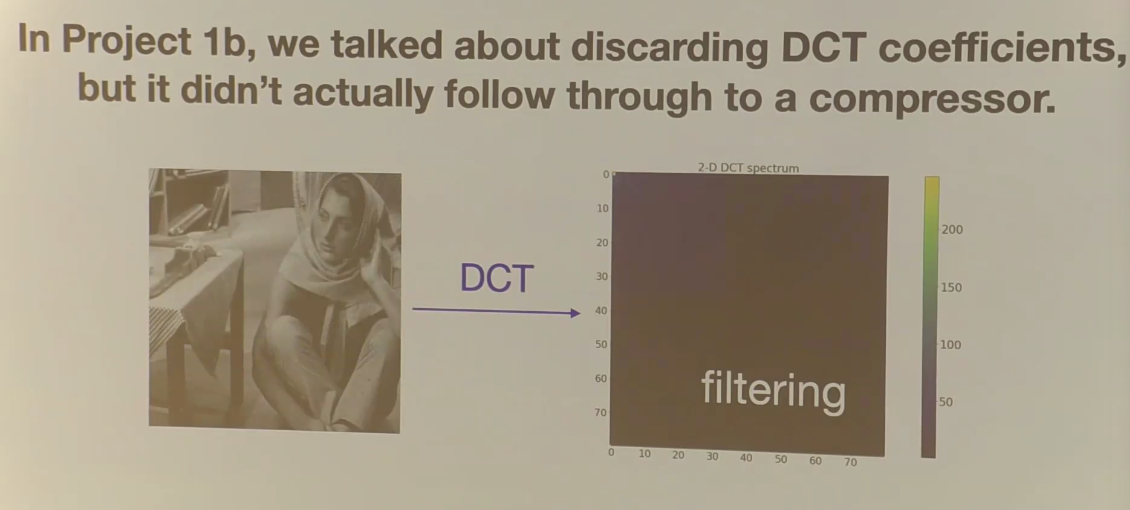 In Project 1b, we talked about discarding DCT coefficients,
but it didn't actually follow through to a compressor.
2-D DCT spectrum
DCT
0
10
20
30
40
50
60
70
0 10 20 30 40 50 60 70
filtering
200
150
100
50